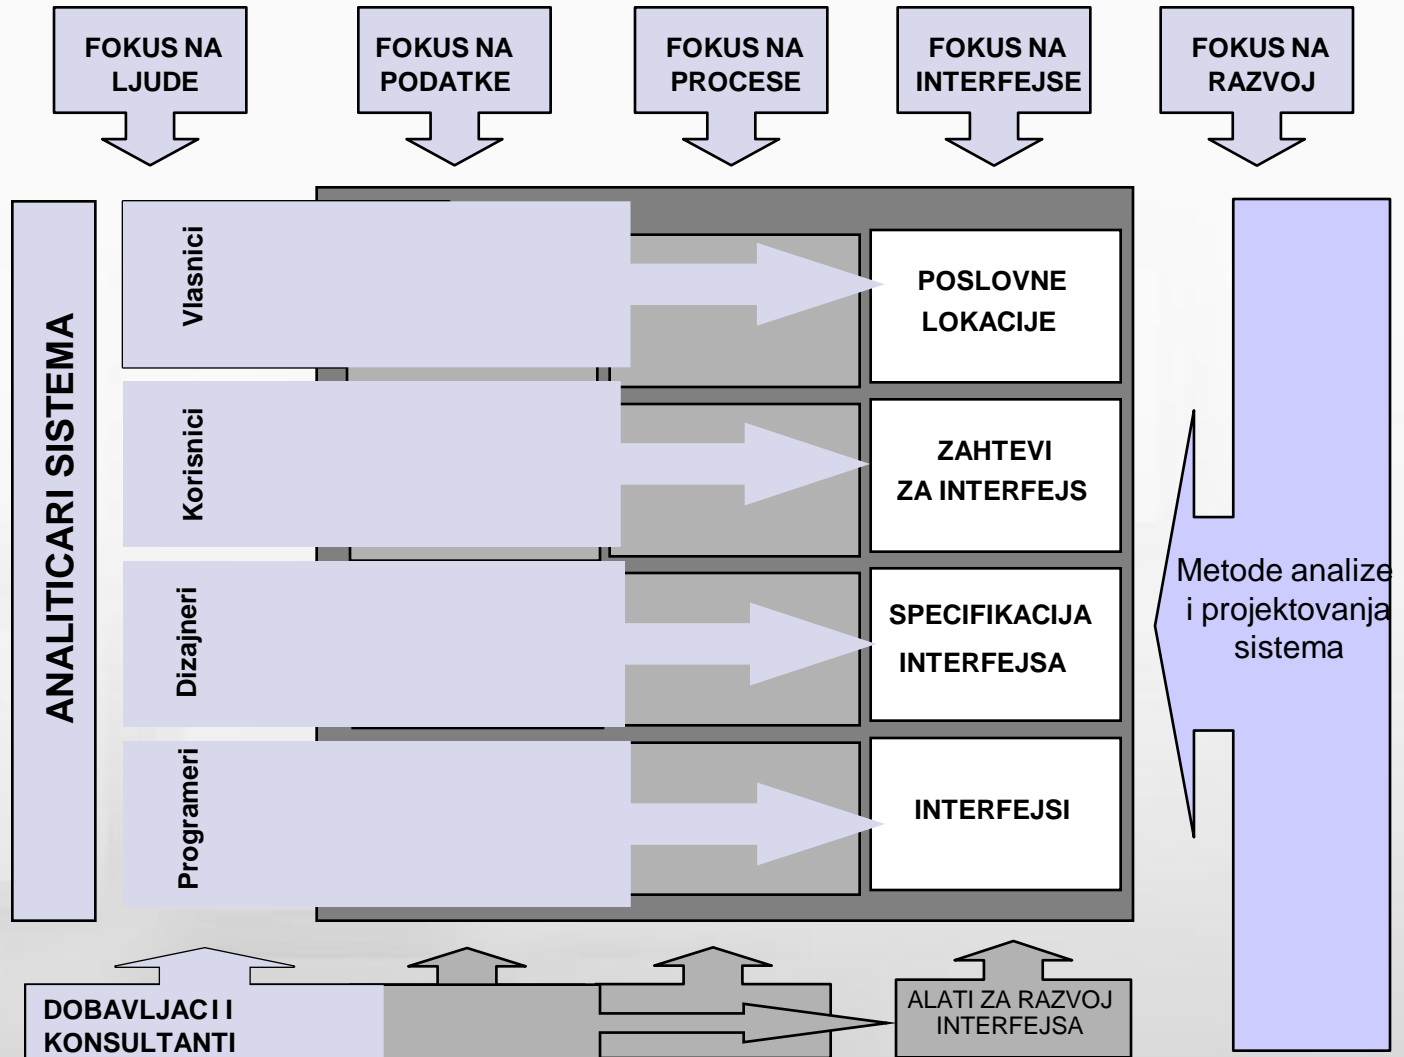 FOKUS NA
LJUDE
FOKUS NA
PODATKE
FOKUS NA
PROCESE
FOKUS NA
INTERFEJSE
FOKUS NA
RAZVOJ
ANALITICARI SISTEMA
Vlasnici
POSLOVNE
LOKACIJE
Korisnici
ZAHTEVI
ZA INTERFEJS
Dizajneri
SPECIFIKACIJA
INTERFEJSA
Programeri
INTERFEJSI
Metode analize
i projektovanja
sistema
DOBAVLJACI I
KONSULTANTI
ALATI ZA RAZVOJ
INTERFEJSA